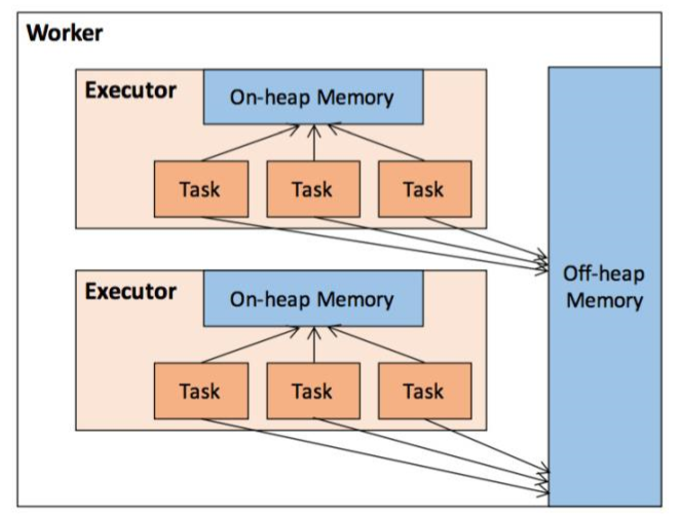 Worker
Executor
On-heap Memory
Task
Task
Task
Executor
On-heap Memory
Task
Task
Task
Off-heap
Memory